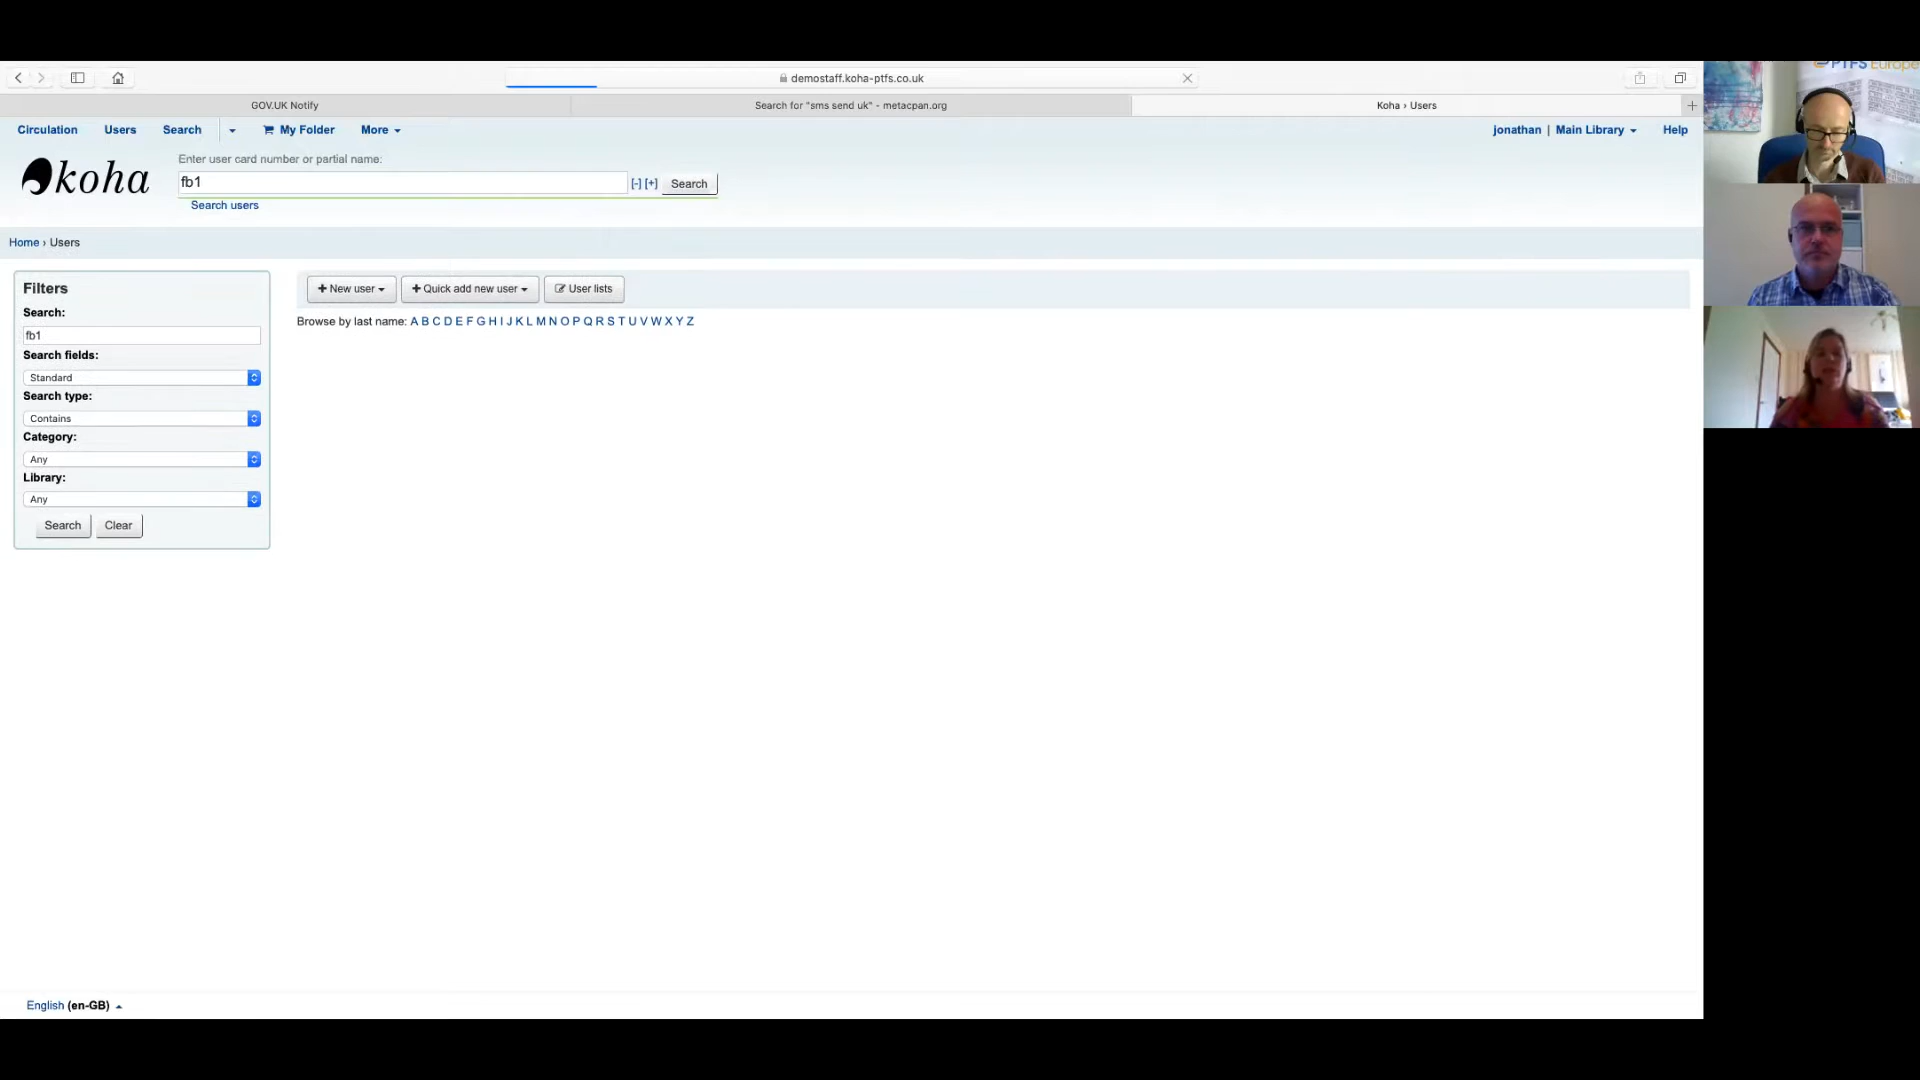 demostaff.koha-ptfs.co.uk
GOV.UK Notify
Search for "sms send uk" - metacpan.org
Koha › Users
Circulation
Users
Search
My Folder
More
jonathan | Main Library
Help
koha
Enter user card number or partial name:
fb1
[-] [+]
Search
Search users
Home › Users
Filters
Search:
fb1
Search fields:
Standard
Search type:
Contains
Category:
Any
Library:
Any
Search
Clear
+ New user
+ Quick add new user
User lists
Browse by last name: A B C D E F G H I J K L M N O P Q R S T U V W X Y Z
English (en-GB)
PTFS Europe